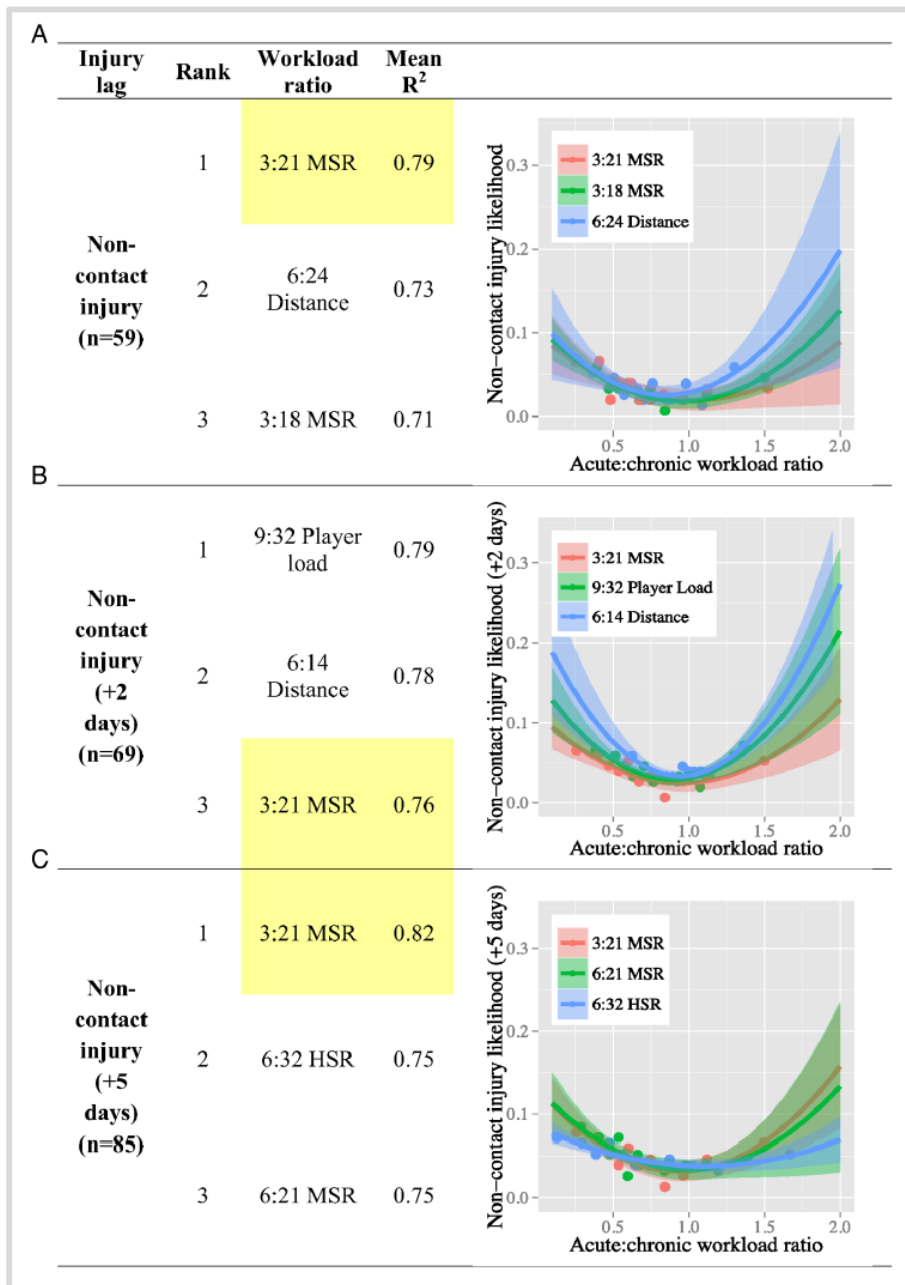 A
Injury lag Rank Workload ratio Mean R²
Non-contact injury (n=59)
1 3:21 MSR 0.79
2 6:24 Distance 0.73
3 3:18 MSR 0.71
Non−contact injury likelihood
0.3
0.2
0.1
0.0
3:21 MSR
3:18 MSR
6:24 Distance
0.5 1.0 1.5 2.0
Acute:chronic workload ratio
B
Non-contact injury (+2 days) (n=69)
1 9:32 Player load 0.79
2 6:14 Distance 0.78
3 3:21 MSR 0.76
Non−contact injury likelihood (+2 days)
0.3
0.2
0.1
0.0
3:21 MSR
9:32 Player Load
6:14 Distance
0.5 1.0 1.5 2.0
Acute:chronic workload ratio
C
Non-contact injury (+5 days) (n=85)
1 3:21 MSR 0.82
2 6:32 HSR 0.75
3 6:21 MSR 0.75
Non−contact injury likelihood (+5 days)
0.3
0.2
0.1
0.0
3:21 MSR
6:21 MSR
6:32 HSR
0.5 1.0 1.5 2.0
Acute:chronic workload ratio